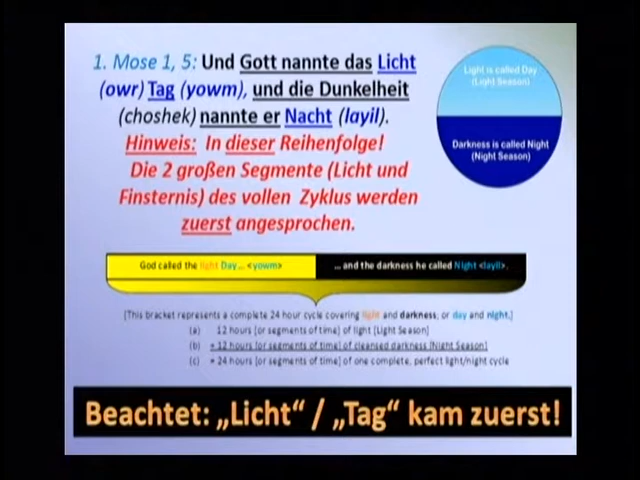 1. Mose 1, 5: Und Gott nannte das Licht
(owr) Tag (yowm), und die Dunkelheit
(choshek) nannte er Nacht (layil).
Hinweis: In dieser Reihenfolge!
Die 2 großen Segmente (Licht und
Finsternis) des vollen Zyklus werden
zuerst angesprochen.
Light is called Day
(Light Season)
Darkness is called Night
(Night Season)
God called the light Day... <yowm>
... and the darkness he called Night <layil>.
[This bracket represents a complete 24 hour cycle covering light and darkness, or day and night.]
(a) 12 hours [or segments of time] of light [Light Season]
(b) + 12 hours [or segments of time] of cleansed darkness [Night Season]
(c) = 24 hours [or segments of time] of one complete, perfect light/night cycle
Beachtet: „Licht“ / „Tag“ kam zuerst!